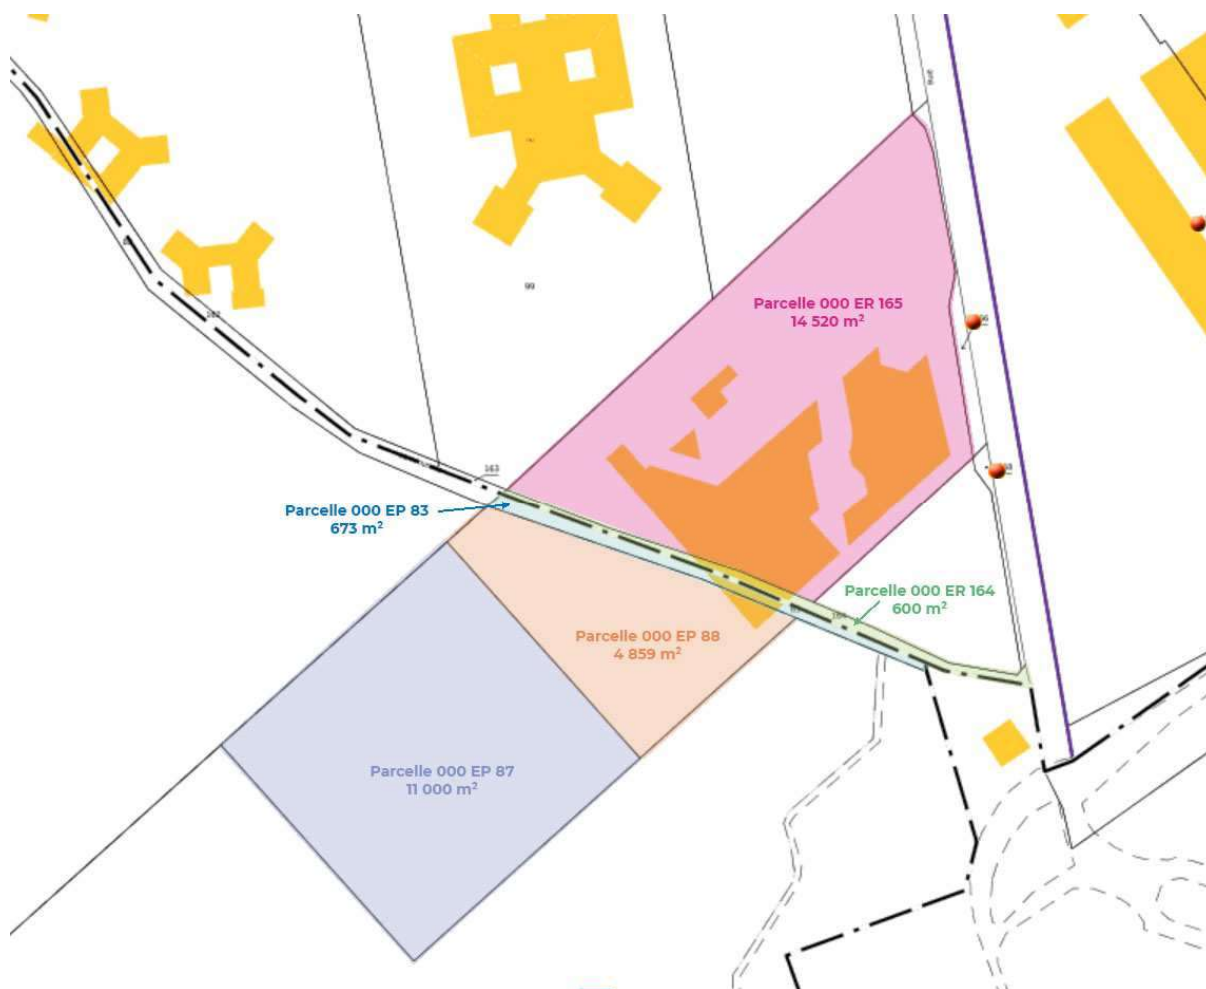 rue
Parcelle 000 ER 165
14 520 m²
99
163
Parcelle 000 EP 83
673 m²
Parcelle 000 ER 164
600 m²
Parcelle 000 EP 88
4 859 m²
Parcelle 000 EP 87
11 000 m²